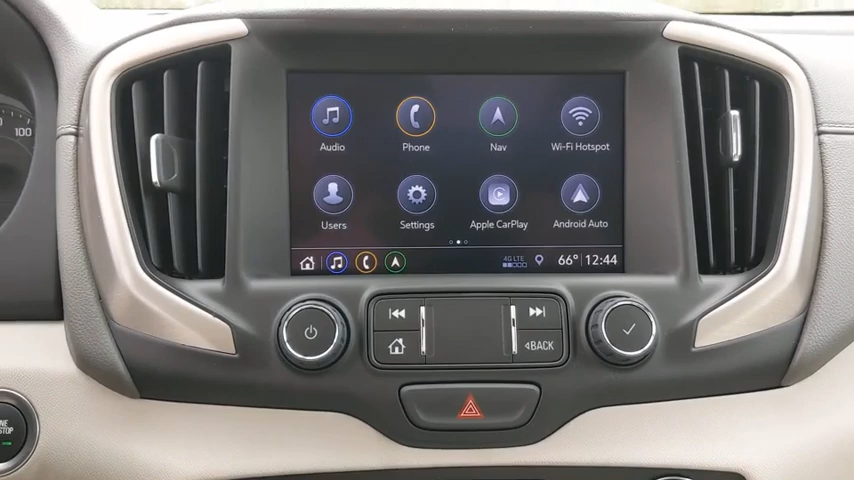 100
Audio
Phone
Nav
Wi-Fi Hotspot
Users
Settings
Apple CarPlay
Android Auto
4G LTE
66° 12:44
BACK
STOP